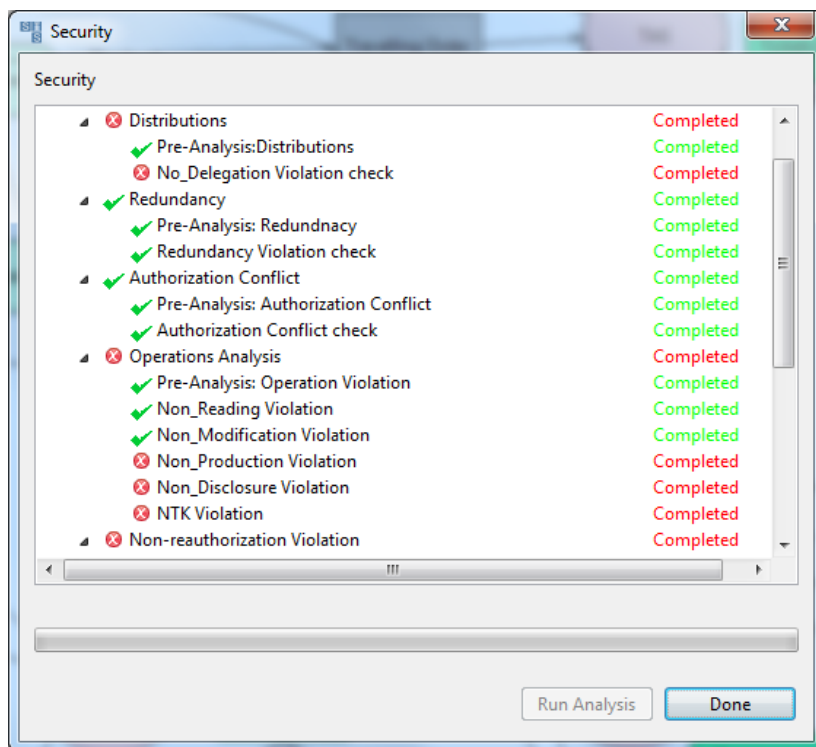 Security
Security
Distributions Completed
Pre-Analysis:Distributions Completed
No_Delegation Violation check Completed
Redundancy Completed
Pre-Analysis: Redundnacy Completed
Redundancy Violation check Completed
Authorization Conflict Completed
Pre-Analysis: Authorization Conflict Completed
Authorization Conflict check Completed
Operations Analysis Completed
Pre-Analysis: Operation Violation Completed
Non_Reading Violation Completed
Non_Modification Violation Completed
Non_Production Violation Completed
Non_Disclosure Violation Completed
NTK Violation Completed
Non-reauthorization Violation Completed
Run Analysis Done